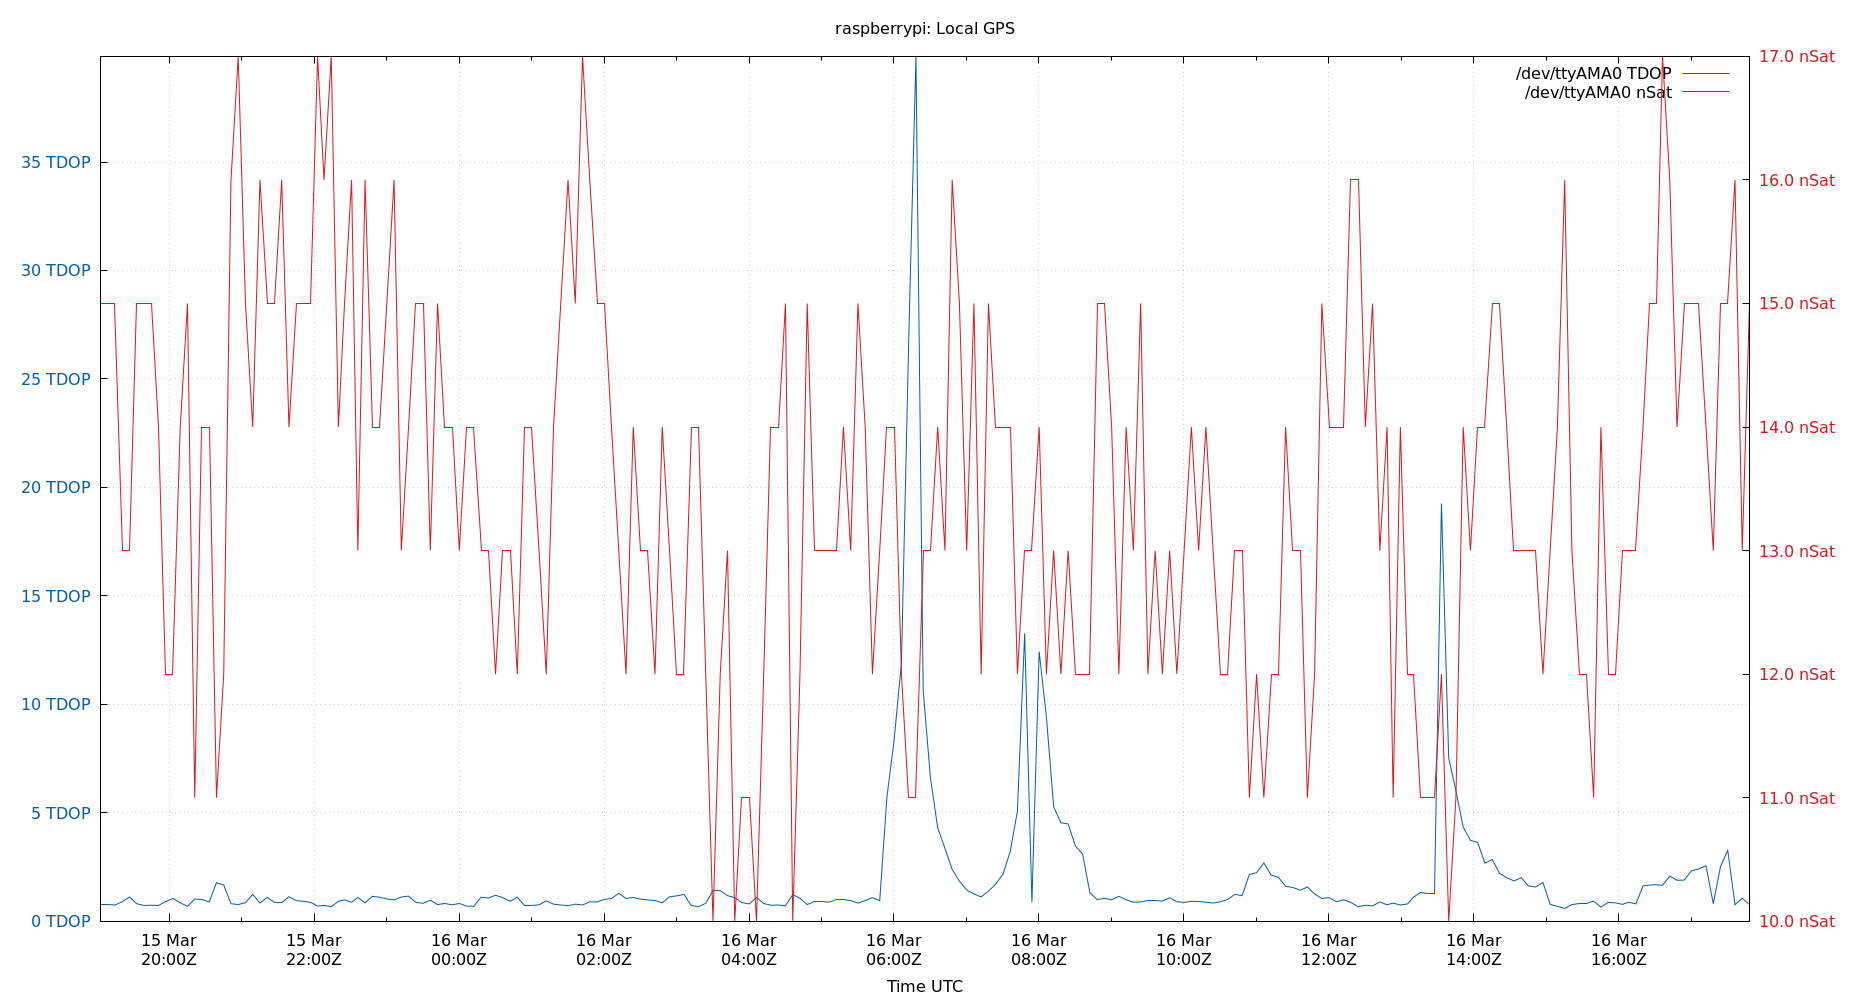 raspberrypi: Local GPS
/dev/ttyAMA0 TDOP
/dev/ttyAMA0 nSat
35 TDOP
30 TDOP
25 TDOP
20 TDOP
15 TDOP
10 TDOP
5 TDOP
0 TDOP
17.0 nSat
16.0 nSat
15.0 nSat
14.0 nSat
13.0 nSat
12.0 nSat
11.0 nSat
10.0 nSat
15 Mar 15 Mar 16 Mar 16 Mar 16 Mar 16 Mar 16 Mar 16 Mar 16 Mar 16 Mar 16 Mar
20:00Z 22:00Z 00:00Z 02:00Z 04:00Z 06:00Z 08:00Z 10:00Z 12:00Z 14:00Z 16:00Z
Time UTC